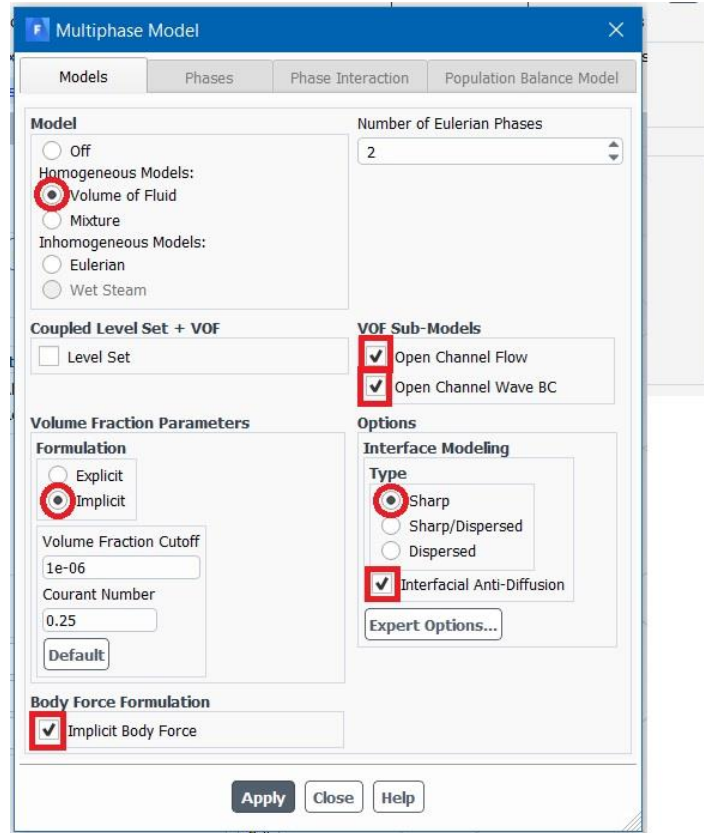 F Multiphase Model
Models Phases Phase Interaction Population Balance Model
Model
Off
Homogeneous Models:
Volume of Fluid
Mixture
Inhomogeneous Models:
Eulerian
Wet Steam
Number of Eulerian Phases
2
Coupled Level Set + VOF
Level Set
VOF Sub-Models
Open Channel Flow
Open Channel Wave BC
Volume Fraction Parameters
Formulation
Explicit
Implicit
Volume Fraction Cutoff
1e-06
Courant Number
0.25
Default
Options
Interface Modeling
Type
Sharp
Sharp/Dispersed
Dispersed
Interfacial Anti-Diffusion
Expert Options...
Body Force Formulation
Implicit Body Force
Apply Close Help